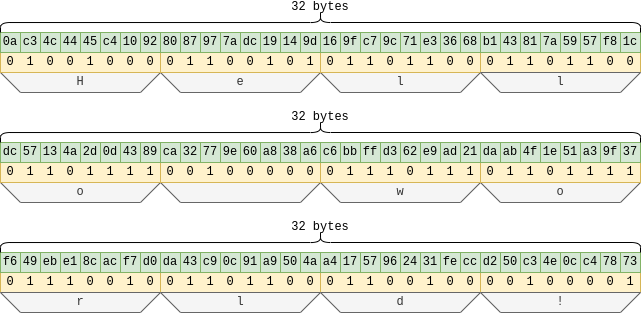 32 bytes
0a c3 4c 44 45 c4 10 92 80 87 97 7a dc 19 14 9d 16 9f c7 9c 71 e3 36 68 b1 43 81 7a 59 57 f8 1c
0 1 0 0 1 0 0 0 0 1 1 0 0 1 0 1 0 1 1 0 1 1 0 0 0 1 1 0 1 1 0 0
H e l l
32 bytes
dc 57 13 4a 2d 0d 43 89 ca 32 77 9e 60 a8 38 a6 c6 bb ff d3 62 e9 ad 21 da ab 4f 1e 51 a3 9f 37
0 1 1 0 1 1 1 1 0 0 1 0 0 0 0 0 0 1 1 1 0 1 1 1 0 1 1 0 1 1 1 1
o w o
32 bytes
f6 49 eb e1 8c ac f7 d0 da 43 c9 0c 91 a9 50 4a a4 17 57 96 24 31 fe cc d2 50 c3 4e 0c c4 78 73
0 1 1 1 0 0 1 0 0 1 1 0 1 1 0 0 0 1 1 0 0 1 0 0 0 0 1 0 0 0 0 1
r l d !